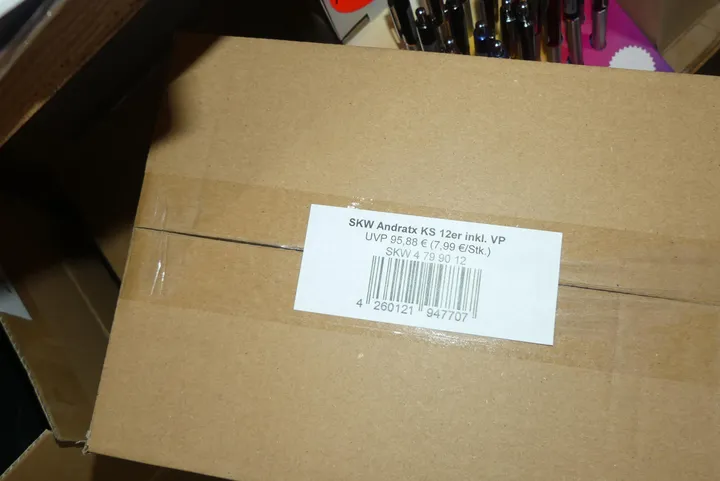 SKW Andratx KS 12er inkl. VP
UVP 95,88 € (7,99 €/Stk.)
SKW 4 79 90 12
4 260121 947707